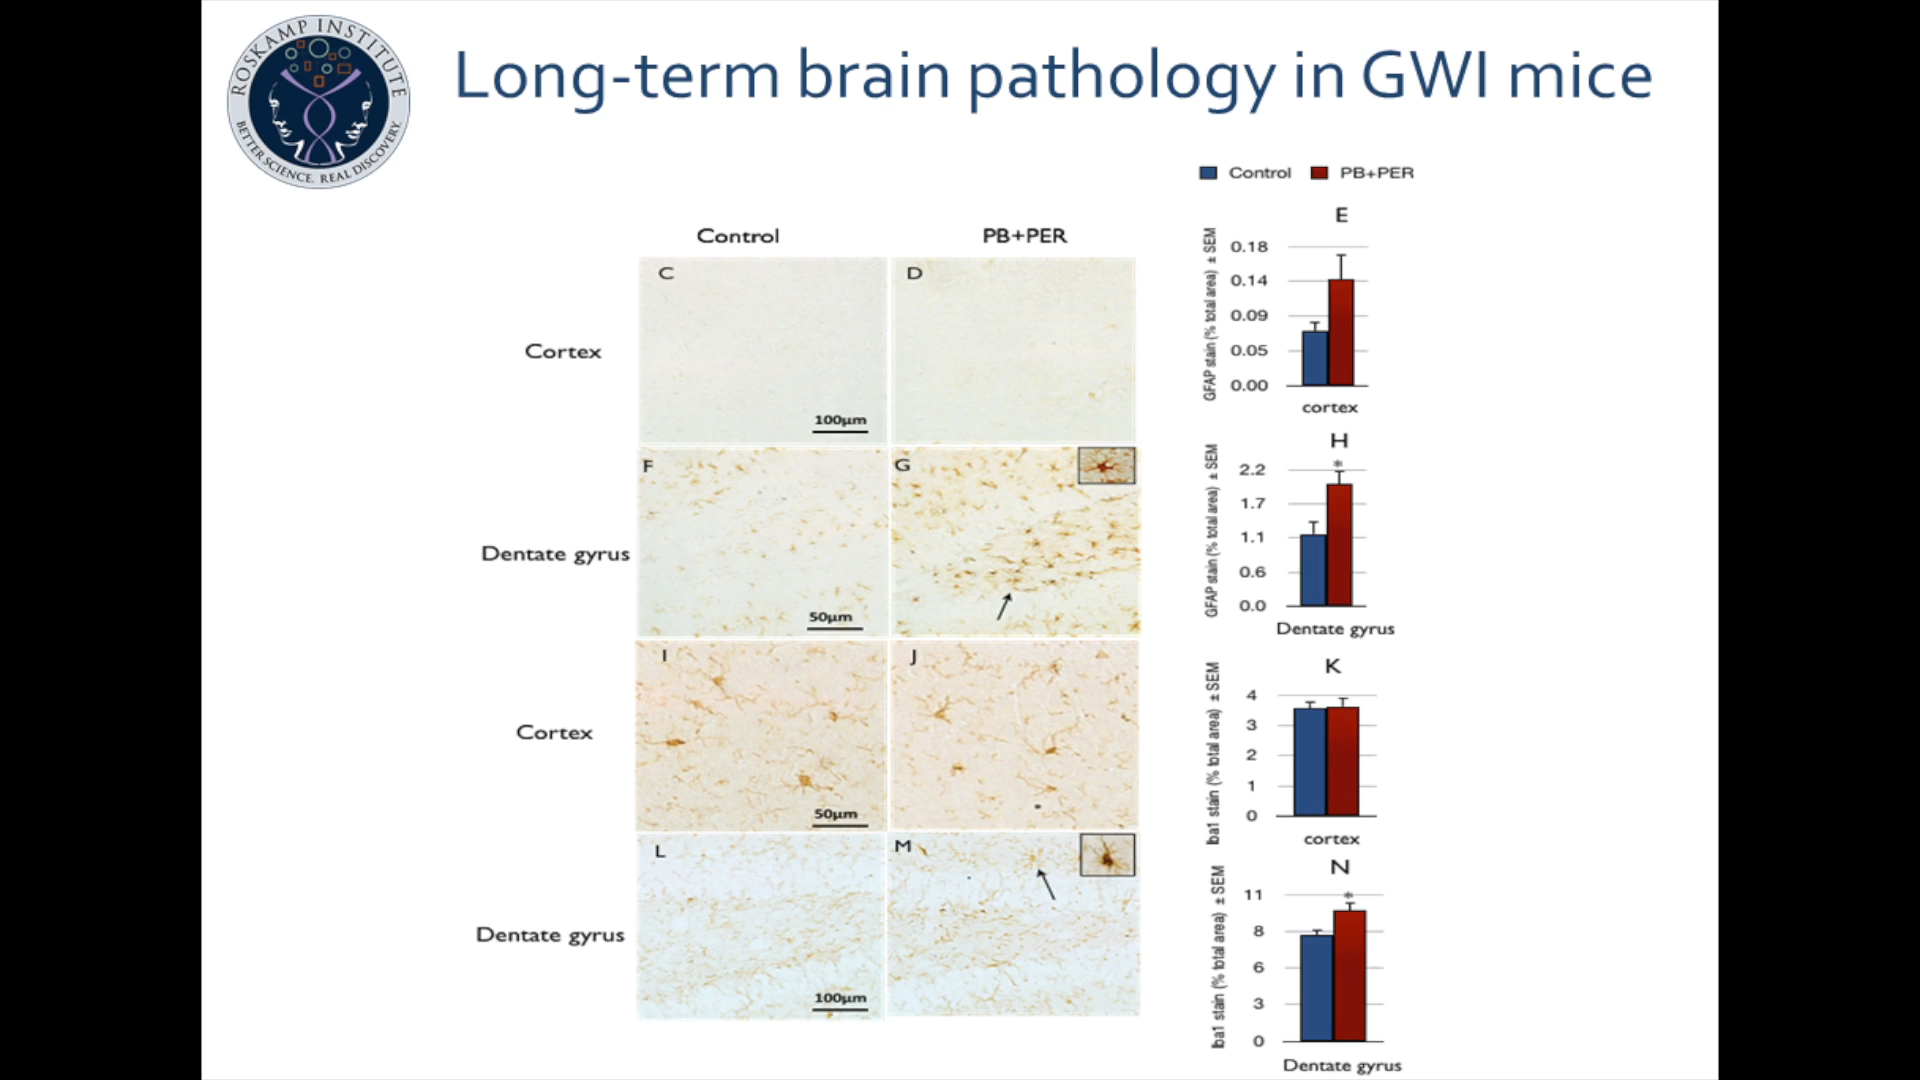 ROSKAMP INSTITUTE
BETTER SCIENCE. REAL DISCOVERY.
Long-term brain pathology in GWI mice
Control PB+PER
Control PB+PER
Cortex
C
100µm
D
E
GFAP stain (% total area) ± SEM
0.18
0.14
0.09
0.05
0.00
cortex
Dentate gyrus
F
50µm
G
H
GFAP stain (% total area) ± SEM
*
2.2
1.7
1.1
0.6
0.0
Dentate gyrus
Cortex
I
50µm
J
K
Iba1 stain (% total area) ± SEM
4
3
2
1
0
cortex
Dentate gyrus
L
100µm
M
N
Iba1 stain (% total area) ± SEM
*
11
8
6
3
0
Dentate gyrus